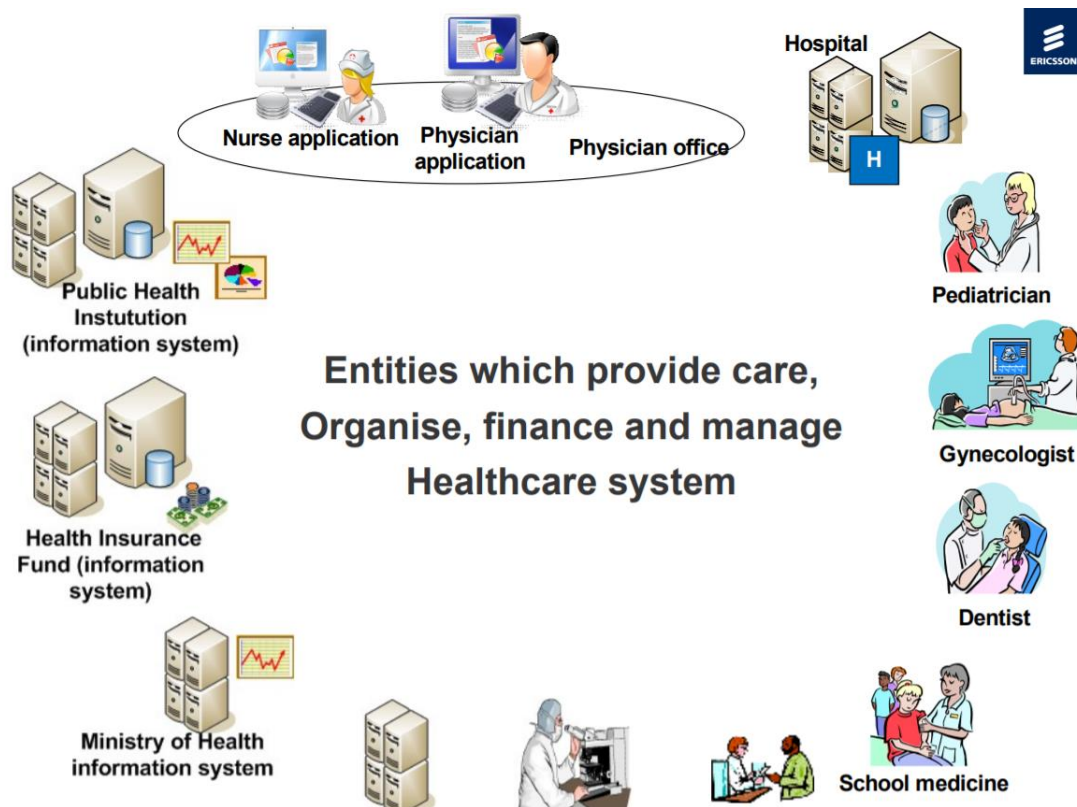 Hospital
ERICSSON
Nurse application
Physician
application
Physician office
H
Public Health
Instutution
(information system)
Pediatrician
Entities which provide care,
Organise, finance and manage
Healthcare system
Gynecologist
Health Insurance
Fund (information
system)
Dentist
Ministry of Health
information system
School medicine